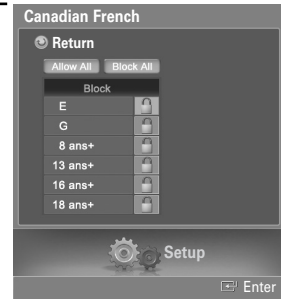 Canadian French
Return
Allow All Block All
Block
E
G
8 ans+
13 ans+
16 ans+
18 ans+
Setup
Enter